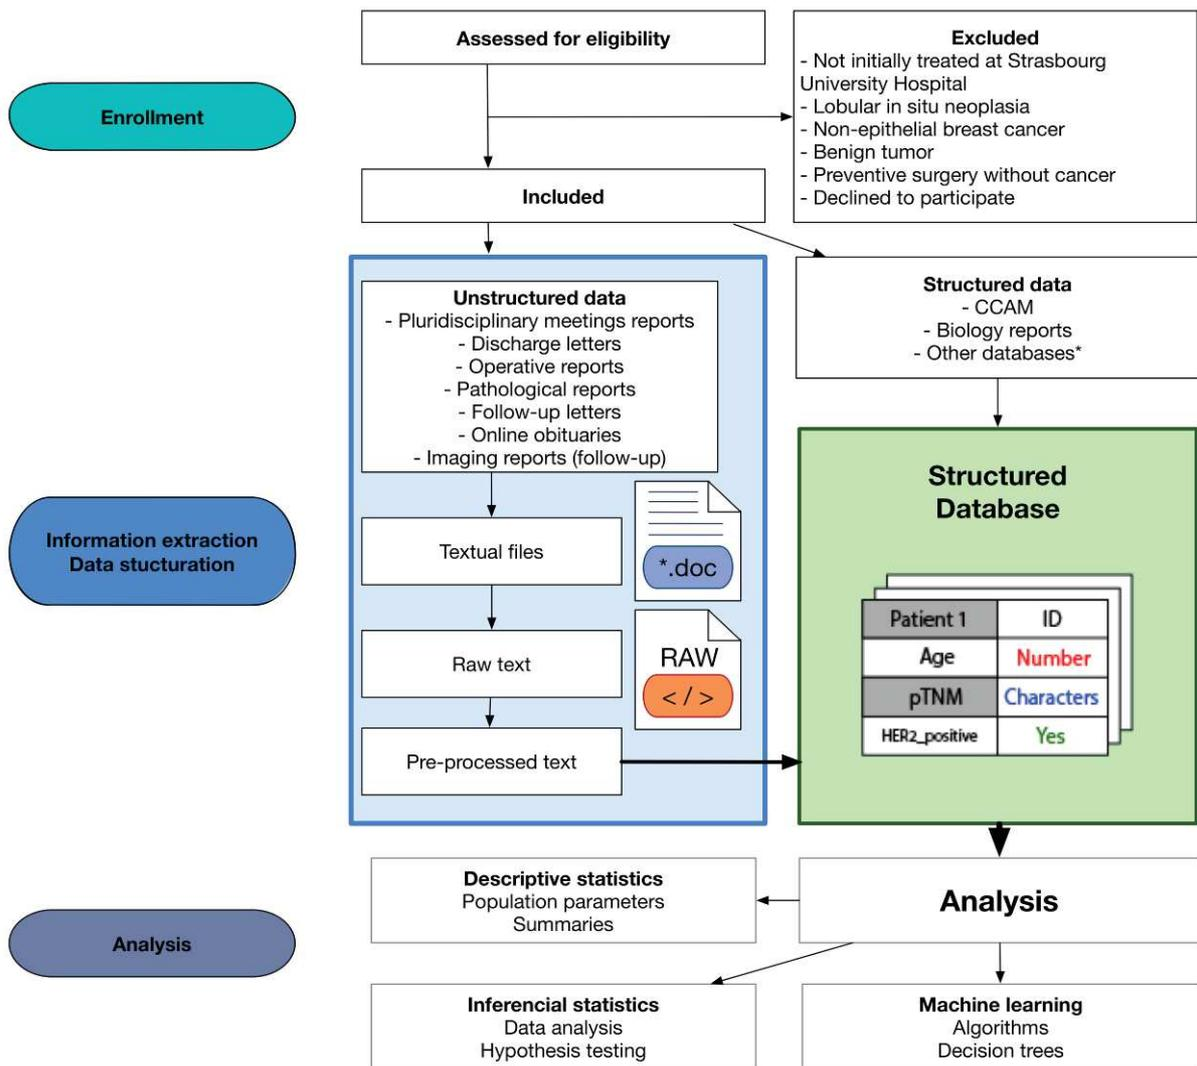 Assessed for eligibility
Excluded
- Not initially treated at Strasbourg
University Hospital
- Lobular in situ neoplasia
- Non-epithelial breast cancer
- Benign tumor
- Preventive surgery without cancer
- Declined to participate
Enrollment
Included
Unstructured data
- Pluridisciplinary meetings reports
- Discharge letters
- Operative reports
- Pathological reports
- Follow-up letters
- Online obituaries
- Imaging reports (follow-up)
Structured data
- CCAM
- Biology reports
- Other databases*
Information extraction
Data stucturation
Textual files
*.doc
Raw text
RAW
< / >
Pre-processed text
Structured
Database
Patient 1 ID
Age Number
pTNM Characters
HER2_positive Yes
Analysis
Descriptive statistics
Population parameters
Summaries
Analysis
Inferencial statistics
Data analysis
Hypothesis testing
Machine learning
Algorithms
Decision trees